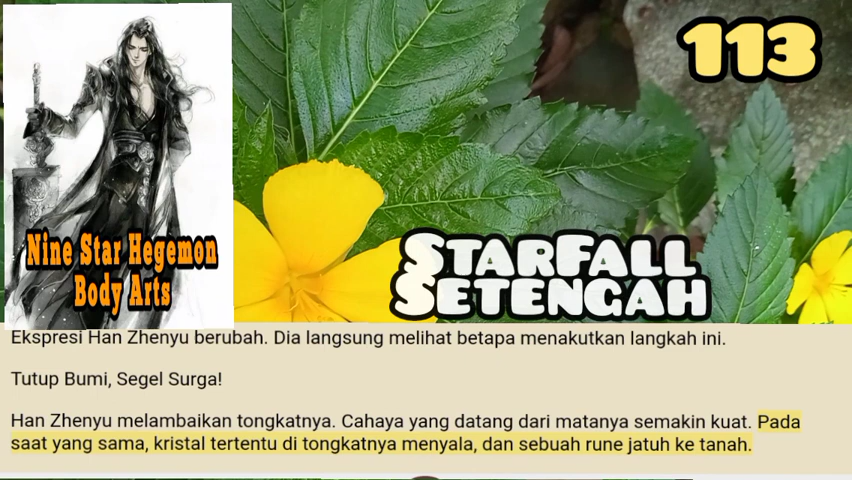 113
Nine Star Hegemon
Body Arts
StarFall
Setengah
Ekspresi Han Zhenyu berubah. Dia langsung melihat betapa menakutkan langkah ini.
Tutup Bumi, Segel Surga!
Han Zhenyu melambaikan tongkatnya. Cahaya yang datang dari matanya semakin kuat. Pada
saat yang sama, kristal tertentu di tongkatnya menyala, dan sebuah rune jatuh ke tanah.